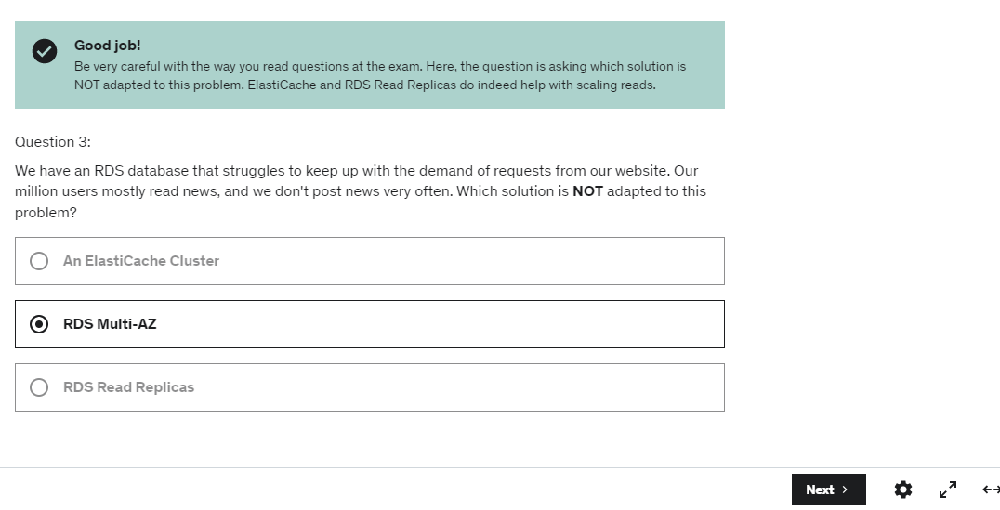 Good job!
Be very careful with the way you read questions at the exam. Here, the question is asking which solution is
NOT adapted to this problem. ElastiCache and RDS Read Replicas do indeed help with scaling reads.
Question 3:
We have an RDS database that struggles to keep up with the demand of requests from our website. Our
million users mostly read news, and we don't post news very often. Which solution is NOT adapted to this
problem?
An ElastiCache Cluster
RDS Multi-AZ
RDS Read Replicas
Next